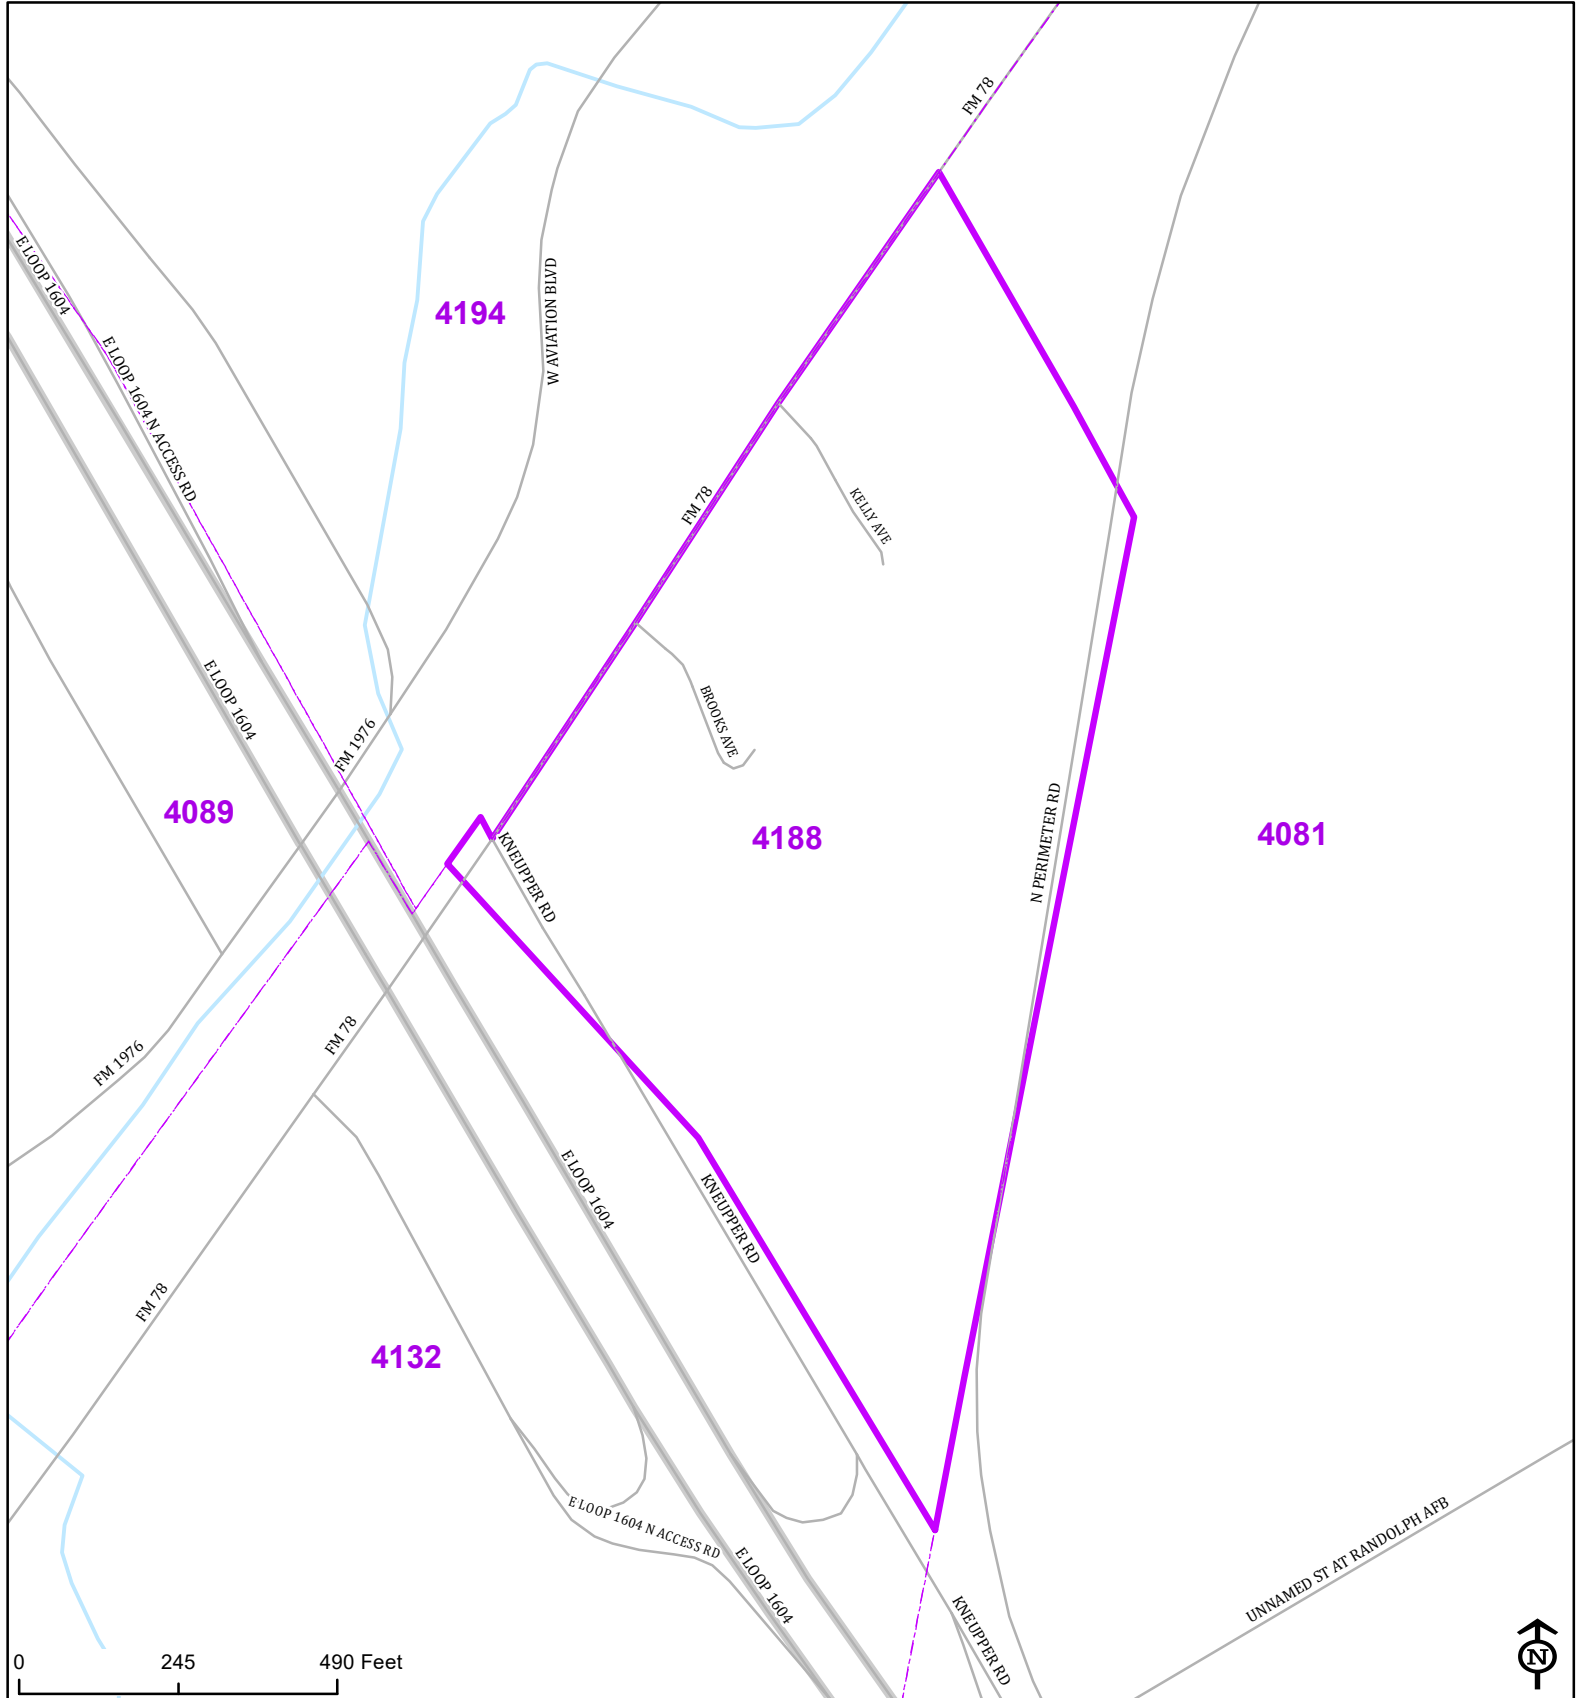 FM 78
E LOOP 1604
W AVIATION BLVD
4194
E LOOP 1604 N ACCESS RD
FM 78
KELLY AVE
E LOOP 1604
BROOKS AVE
FM 1976
4089
4188
4081
N PERIMETER RD
KNEUPPER RD
FM 78
FM 1976
E LOOP 1604
KNEUPPER RD
FM 78
4132
E LOOP 1604 N ACCESS RD
E LOOP 1604
UNNAMED ST AT RANDOLPH AFB
KNEUPPER RD
0 245 490 Feet
N